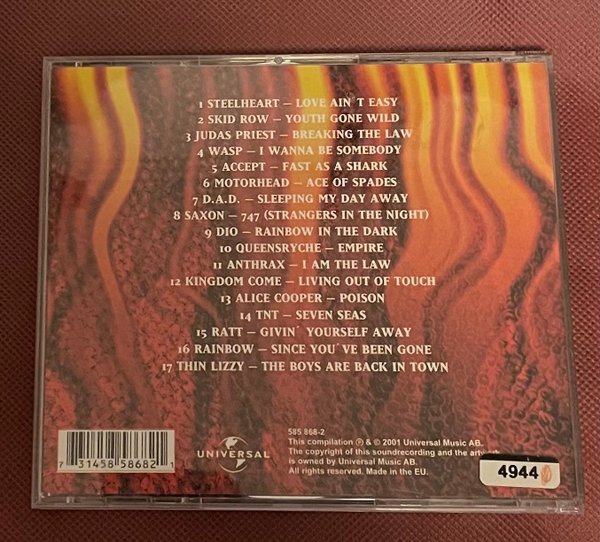 1 STEELHEART – LOVE AIN´T EASY
2 SKID ROW – YOUTH GONE WILD
3 JUDAS PRIEST – BREAKING THE LAW
4 WASP – I WANNA BE SOMEBODY
5 ACCEPT – FAST AS A SHARK
6 MOTORHEAD – ACE OF SPADES
7 D.A.D. – SLEEPING MY DAY AWAY
8 SAXON – 747 (STRANGERS IN THE NIGHT)
9 DIO – RAINBOW IN THE DARK
10 QUEENSRYCHE – EMPIRE
11 ANTHRAX – I AM THE LAW
12 KINGDOM COME – LIVING OUT OF TOUCH
13 ALICE COOPER – POISON
14 TNT – SEVEN SEAS
15 RATT – GIVIN´ YOURSELF AWAY
16 RAINBOW – SINCE YOU´VE BEEN GONE
17 THIN LIZZY – THE BOYS ARE BACK IN TOWN
7 31458 58682 1
UNIVERSAL
585 868-2
This compilation ℗ & © 2001 Universal Music AB.
The copyright of this soundrecording and the
is owned by Universal Music AB.
All rights reserved. Made in the EU.
4944